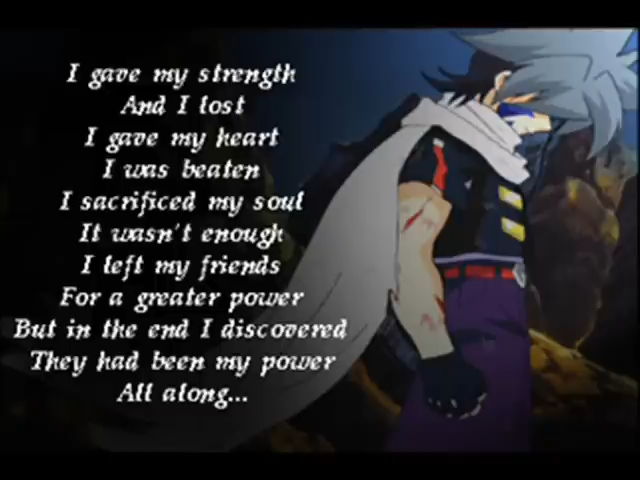 I gave my strength
And I lost
I gave my heart
I was beaten
I sacrificed my soul
It wasn't enough
I left my friends
For a greater power
But in the end I discovered
They had been my power
All along...